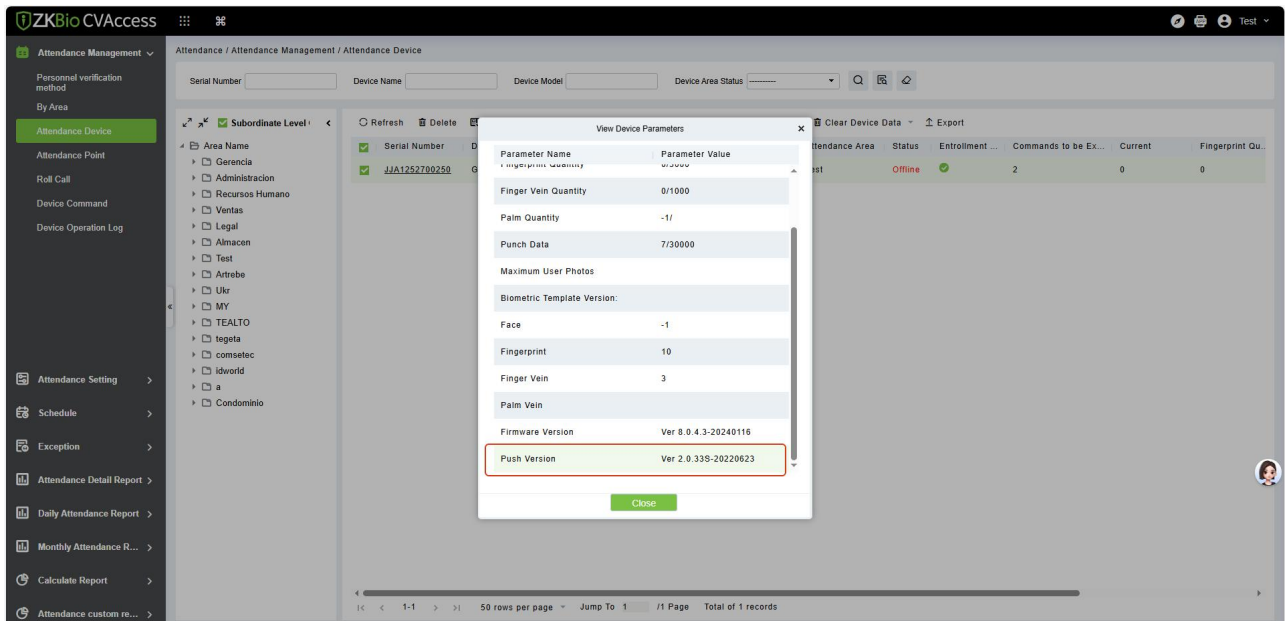 ZKBio CVAccess
Test
Attendance Management
Personnel verification
method
By Area
Attendance Device
Attendance Point
Roll Call
Device Command
Device Operation Log
Attendance Setting
Schedule
Exception
Attendance Detail Report
Daily Attendance Report
Monthly Attendance R...
Calculate Report
Attendance custom re...
Attendance / Attendance Management / Attendance Device
Serial Number Device Name Device Model Device Area Status ----------
Subordinate Level
Area Name
Gerencia
Administracion
Recursos Humano
Ventas
Legal
Almacen
Test
Artrebe
Ukr
MY
TEALTO
tegeta
comsetec
idworld
a
Condominio
Refresh Delete Clear Device Data Export
Serial Number D ttendance Area Status Entrollment ... Commands to be Ex... Current Fingerprint Qu..
JJA1252700250 G est Offline 2 0 0
View Device Parameters
Parameter Name Parameter Value
Fingerprint Quantity 0/3000
Finger Vein Quantity 0/1000
Palm Quantity -1/
Punch Data 7/30000
Maximum User Photos
Biometric Template Version:
Face -1
Fingerprint 10
Finger Vein 3
Palm Vein
Firmware Version Ver 8.0.4.3-20240116
Push Version Ver 2.0.33S-20220623
Close
1-1 50 rows per page Jump To 1 /1 Page Total of 1 records